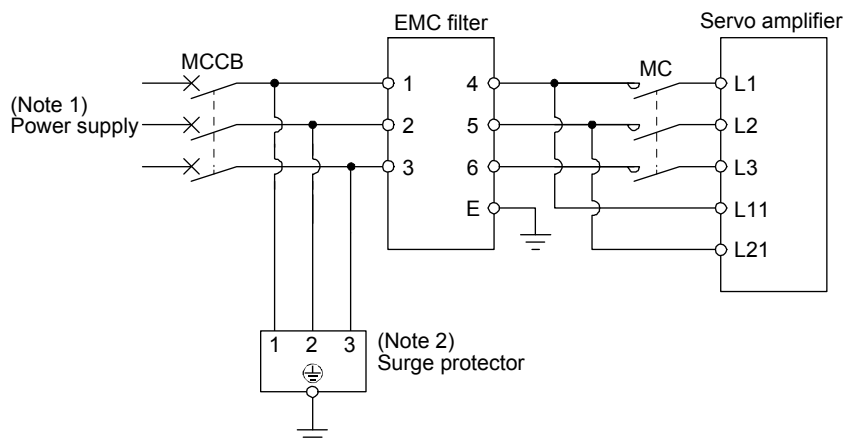 EMC filter
Servo amplifier
MCCB
MC
(Note 1)
Power supply
1
4
L1
2
5
L2
3
6
L3
E
L11
L21
1 2 3
(Note 2)
Surge protector